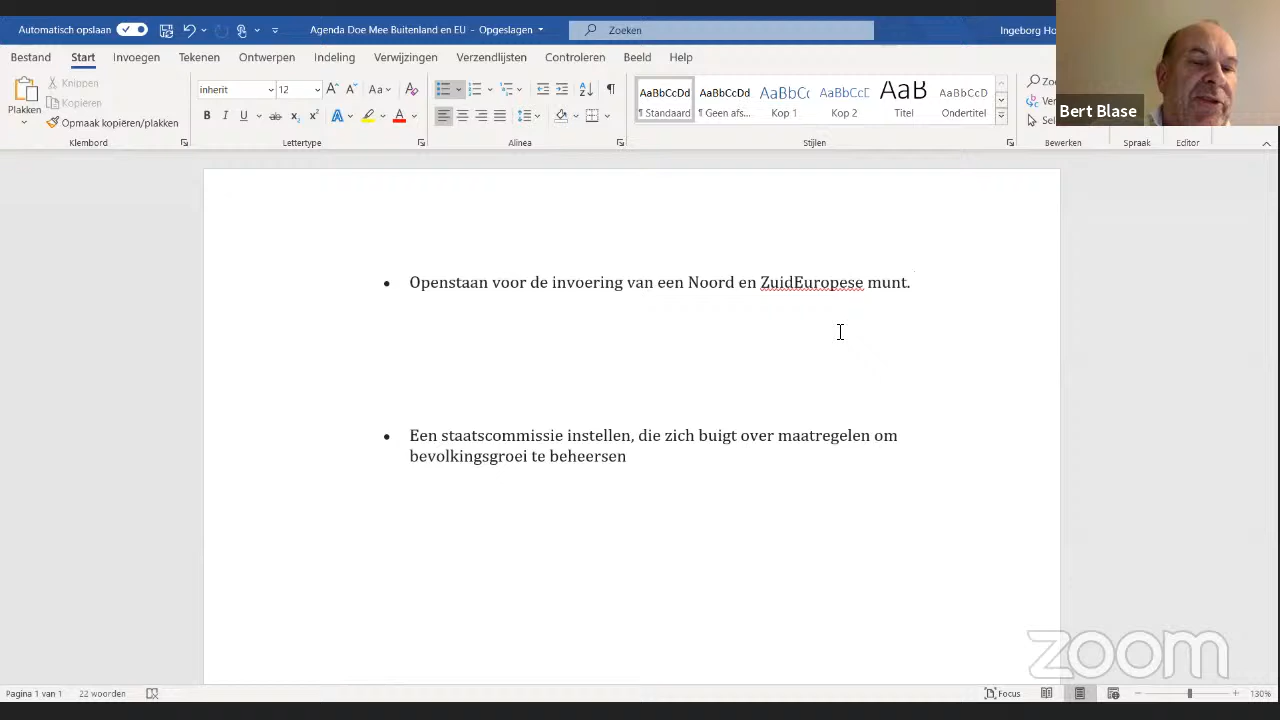 Automatisch opslaan
Agenda Doe Mee Buitenland en EU - Opgeslagen
Zoeken
Ingeborg Ho
Bestand Start Invoegen Tekenen Ontwerpen Indeling Verwijzingen Verzendlijsten Controleren Beeld Help
Plakken
Knippen
Kopiëren
Opmaak kopiëren/plakken
Klembord
inherit 12
Lettertype
Alinea
AaBbCcDd AaBbCcDd AaBbCc AaBbCcD AaB AaBbCcD
¶ Standaard ¶ Geen afs... Kop 1 Kop 2 Titel Ondertitel
Stijlen
Bewerken
Spraak
Editor
Bert Blase
• Openstaan voor de invoering van een Noord en ZuidEuropese munt.
• Een staatscommissie instellen, die zich buigt over maatregelen om
bevolkingsgroei te beheersen
zoom
Pagina 1 van 1 22 woorden
Focus
130%